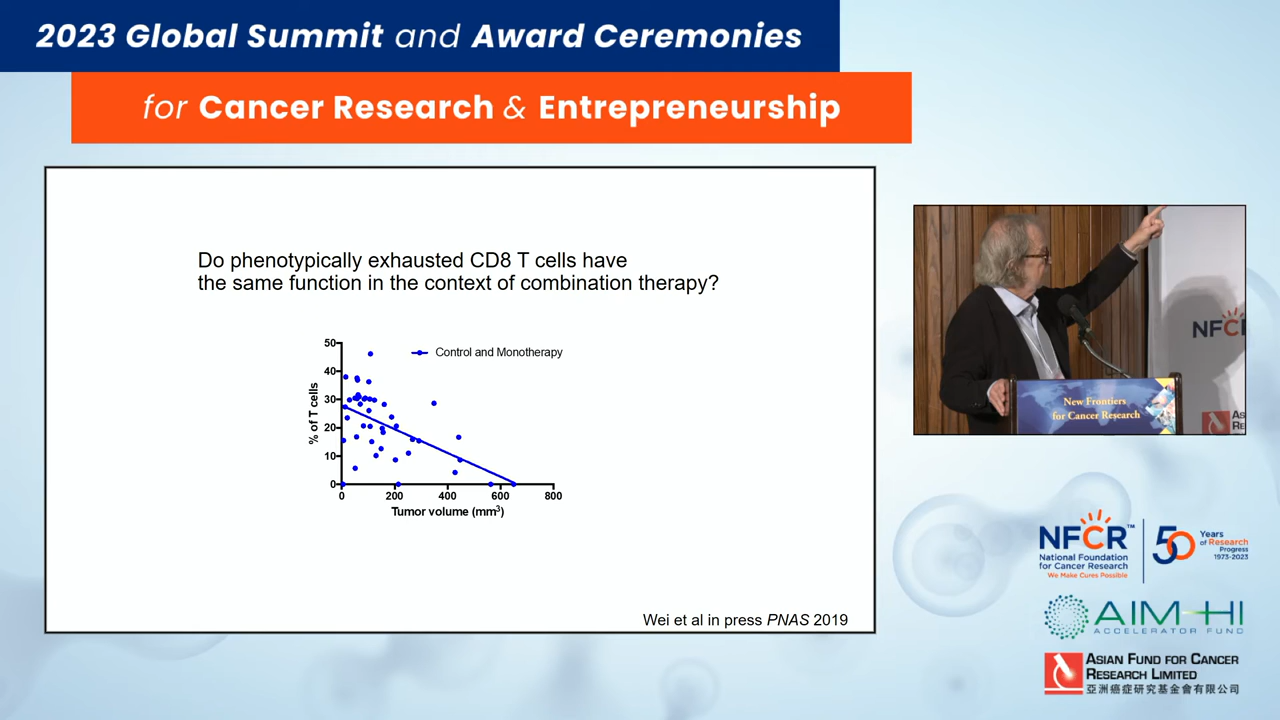 2023 Global Summit and Award Ceremonies
for Cancer Research & Entrepreneurship
Do phenotypically exhausted CD8 T cells have
the same function in the context of combination therapy?
Control and Monotherapy
50
40
30
20
10
0
% of T cells
0 200 400 600 800
Tumor volume (mm³)
Wei et al in press PNAS 2019
New Frontiers
for Cancer Research
NFCR
National Foundation
for Cancer Research
We Make Cures Possible
50 Years
of Research
Progress
1973-2023
AIM-HI
ACCELERATOR FUND
ASIAN FUND FOR CANCER
RESEARCH LIMITED
亞洲癌症研究基金會有限公司